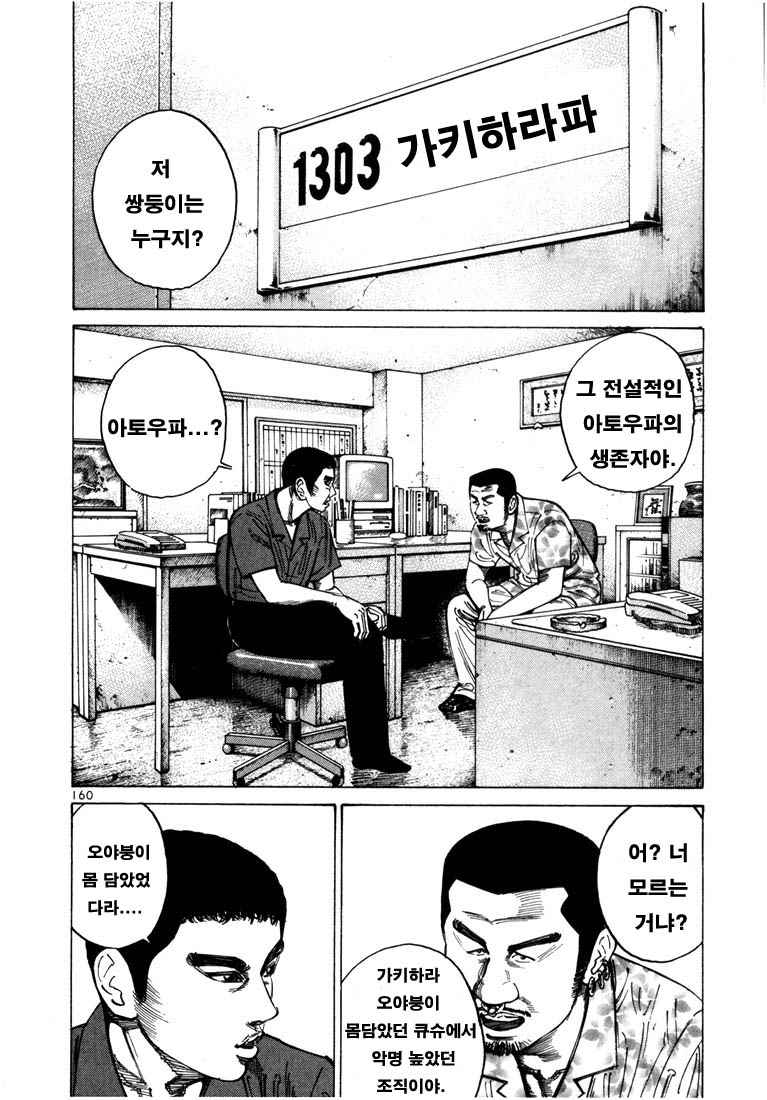 1303 가키하라파
저
쌍둥이는
누구지?
그 전설적인
아토우파의
생존자야.
아토우파...?
160
어? 너
모르는
거냐?
가키하라
오야붕이
몸담았던 큐슈에서
악명 높았던
조직이야.
오야붕이
몸 담았었
다라....